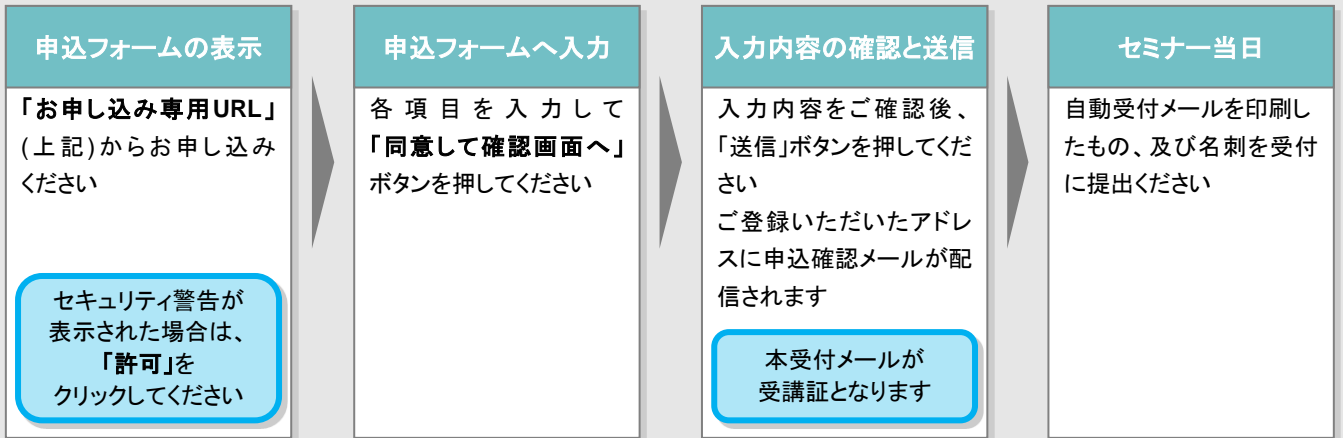 申込フォームの表示
「お申し込み専用URL」
(上記)からお申し込み
ください
セキュリティ警告が
表示された場合は、
「許可」を
クリックしてください
申込フォームへ入力
各項目を入力して
「同意して確認画面へ」
ボタンを押してください
入力内容の確認と送信
入力内容をご確認後、
「送信」ボタンを押してくだ
さい
ご登録いただいたアドレ
スに申込確認メールが配
信されます
本受付メールが
受講証となります
セミナー当日
自動受付メールを印刷し
たもの、及び名刺を受付
に提出ください